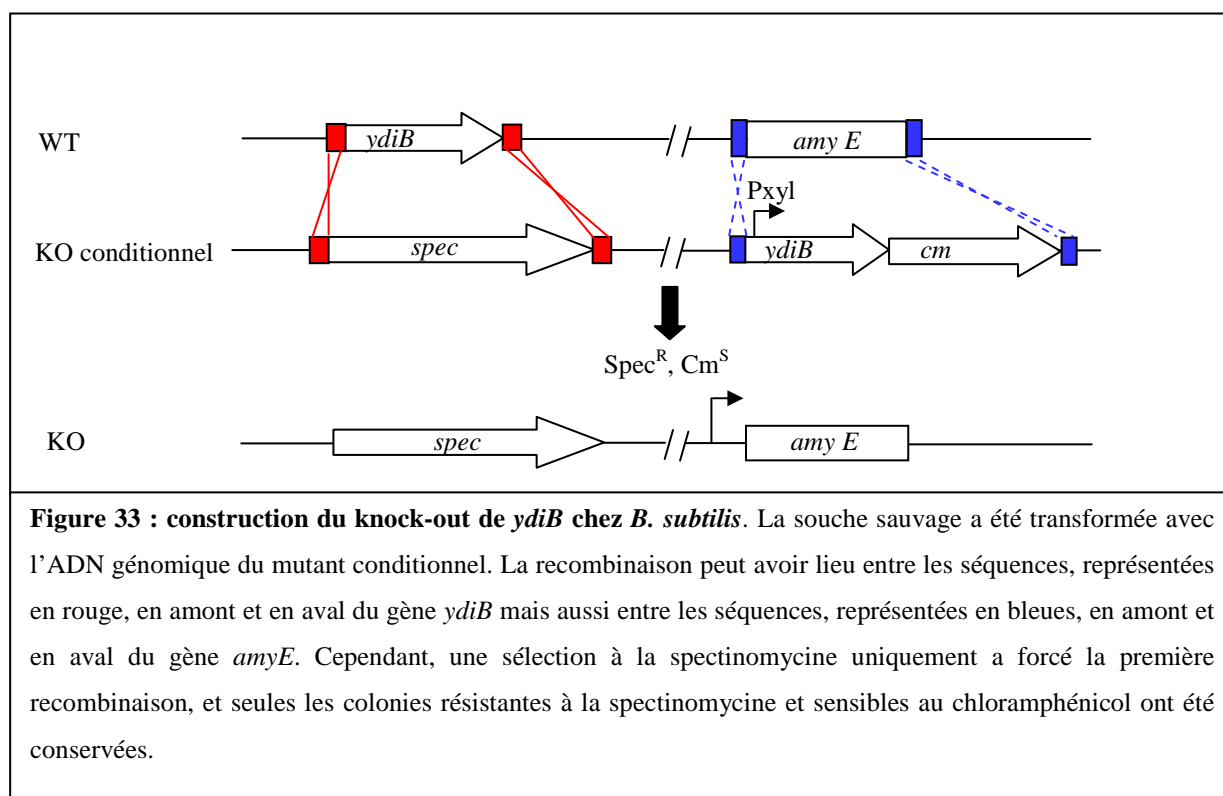 WT
ydiB
amy E
Pxyl
KO conditionnel
spec
ydiB
cm
Spec^R, Cm^S
KO
spec
amy E
Figure 33 : construction du knock-out de ydiB chez B. subtilis. La souche sauvage a été transformée avec
l'ADN génomique du mutant conditionnel. La recombinaison peut avoir lieu entre les séquences, représentées
en rouge, en amont et en aval du gène ydiB mais aussi entre les séquences, représentées en bleues, en amont et
en aval du gène amyE. Cependant, une sélection à la spectinomycine uniquement a forcé la première
recombinaison, et seules les colonies résistantes à la spectinomycine et sensibles au chloramphénicol ont été
conservées.